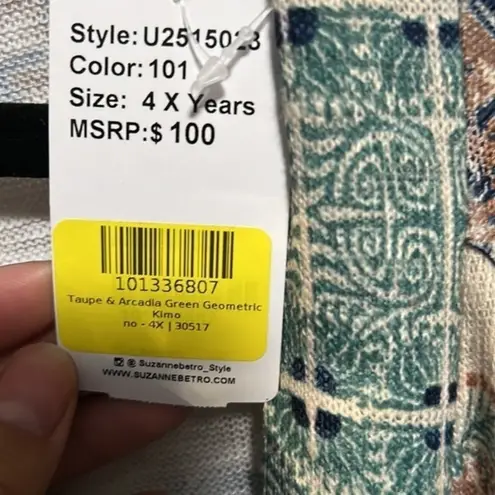 Style: U2515023
Color: 101
Size: 4 X Years
MSRP:$ 100
101336807
Taupe & Arcadia Green Geometric
Kimo
no - 4X | 30517
@ Suzannebetro_Style
WWW.SUZANNEBETRO.COM